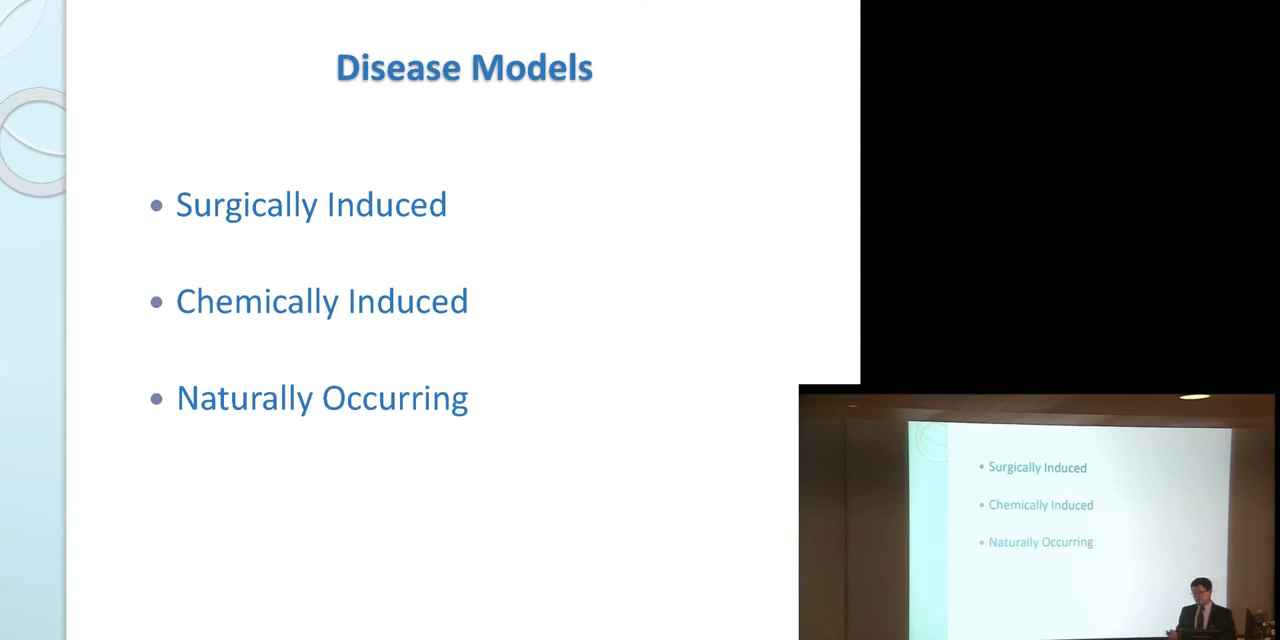 Disease Models
• Surgically Induced
• Chemically Induced
• Naturally Occurring
• Surgically Induced
• Chemically Induced
• Naturally Occurring